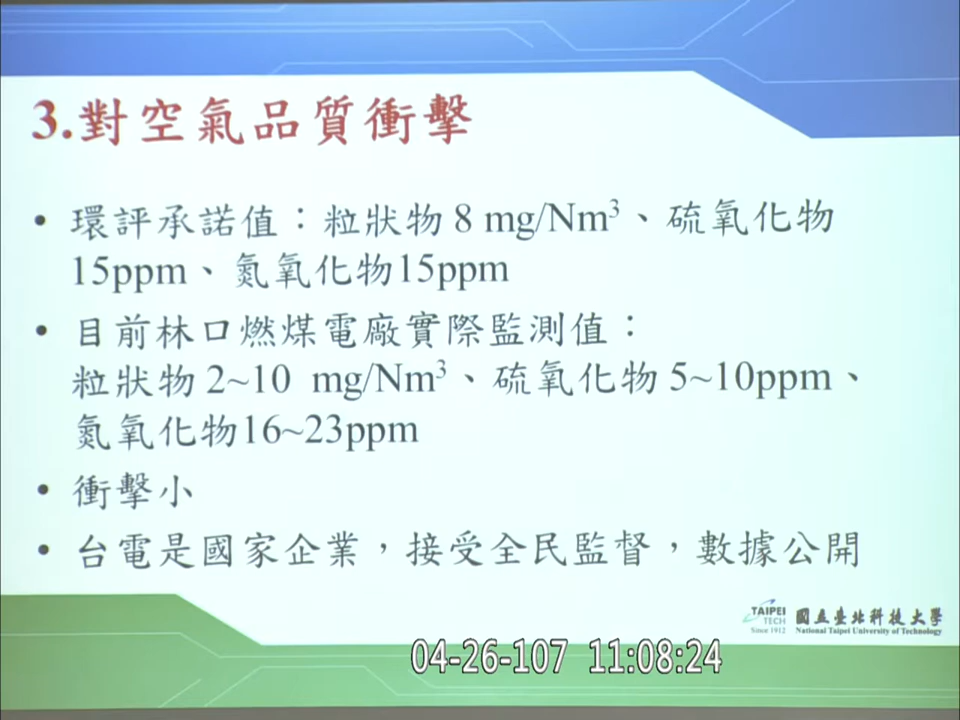 3.對空氣品質衝擊
• 環評承諾值：粒狀物 8 mg/Nm³、硫氧化物
15ppm、氮氧化物15ppm
• 目前林口燃煤電廠實際監測值：
粒狀物 2~10 mg/Nm³、硫氧化物 5~10ppm、
氮氧化物16~23ppm
• 衝擊小
• 台電是國家企業，接受全民監督，數據公開
TAIPEI
TECH
Since 1912
國立臺北科技大學
National Taipei University of Technology
04-26-107 11:08:24